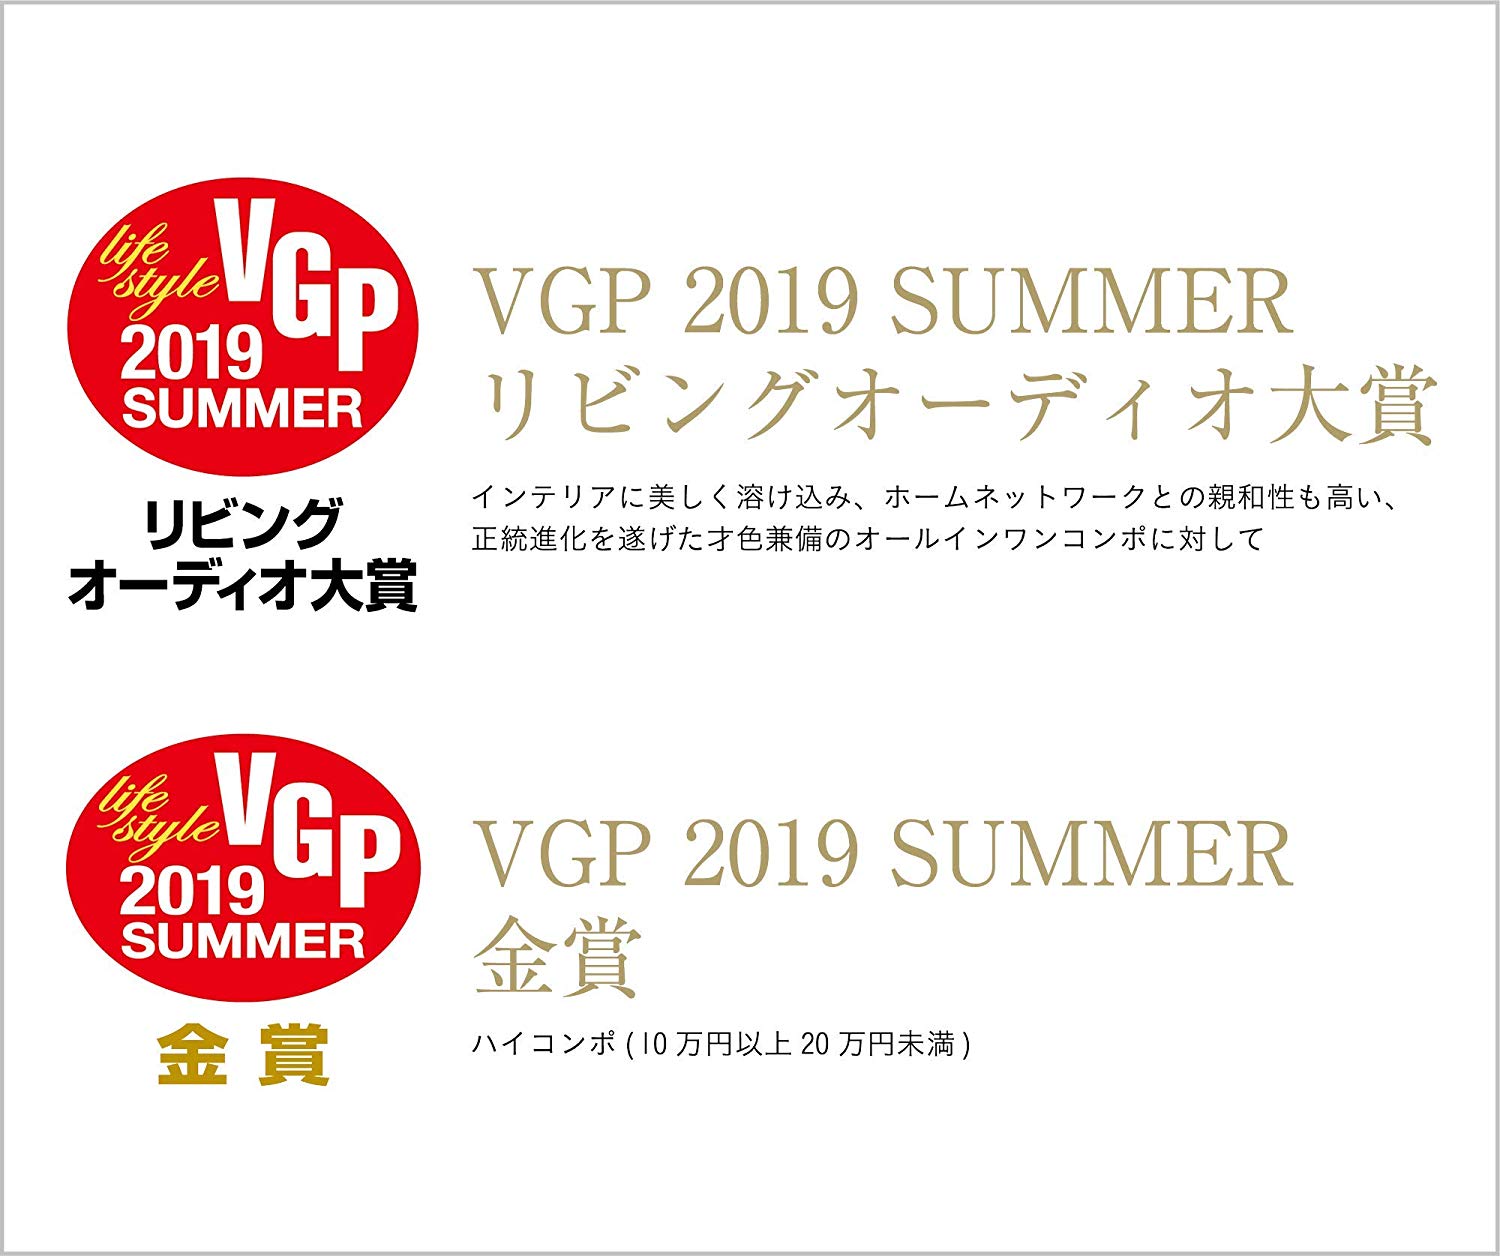 life
style
VGP
2019
SUMMER
リビング
オーディオ大賞
VGP 2019 SUMMER
リビングオーディオ大賞
インテリアに美しく溶け込み、ホームネットワークとの親和性も高い、
正統進化を遂げた才色兼備のオールインワンコンポに対して
life
style
VGP
2019
SUMMER
金賞
VGP 2019 SUMMER
金賞
ハイコンポ (10 万円以上 20 万円未満)